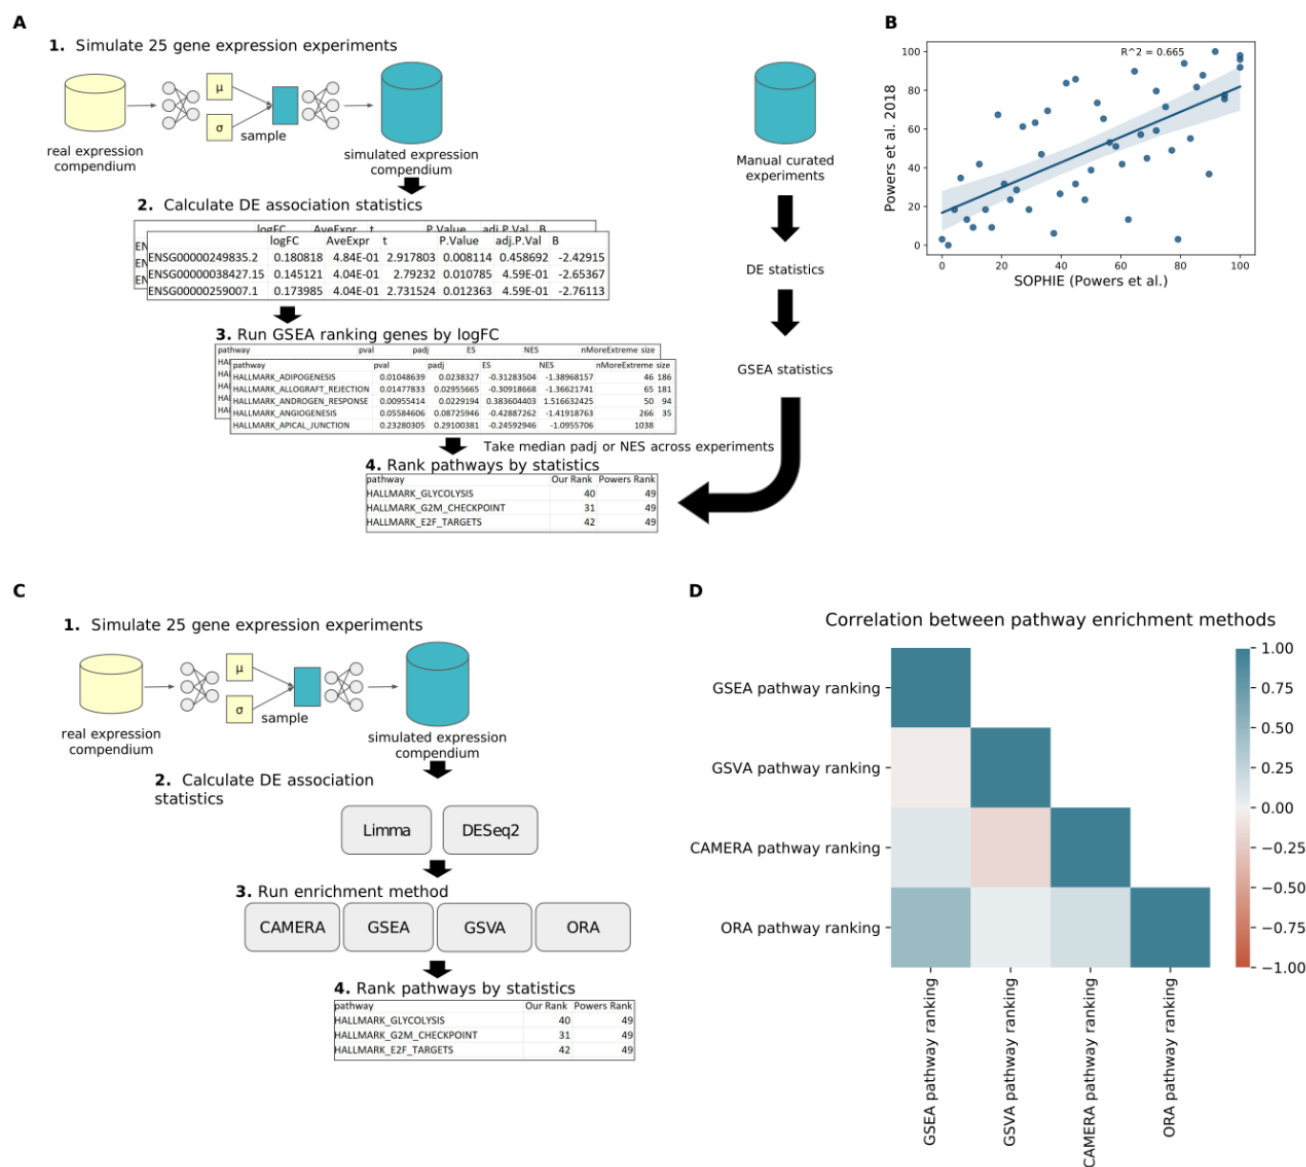 A
1. Simulate 25 gene expression experiments
μ
σ
sample
real expression
compendium
simulated expression
compendium
2. Calculate DE association statistics
logFC AveExpr t P.Value adj.P.Val B
logFC AveExpr t P.Value adj.P.Val B
ENSG00000249835.2 0.180818 4.84E-01 2.917803 0.008114 0.458692 -2.42915
ENSG00000038427.15 0.145121 4.04E-01 2.79232 0.010785 4.59E-01 -2.65367
ENSG00000259007.1 0.173985 4.04E-01 2.731524 0.012363 4.59E-01 -2.76113
3. Run GSEA ranking genes by logFC
pathway pval padj ES NES nMoreExtreme size
pathway pval padj ES NES nMoreExtreme size
HALLMARK_ADIPOGENESIS 0.01048639 0.0238327 -0.31283504 -1.38968157 46 186
HALLMARK_ALLOGRAFT_REJECTION 0.01477833 0.02955665 -0.30918668 -1.36621741 65 181
HALLMARK_ANDROGEN_RESPONSE 0.00955414 0.0229194 0.383604403 1.516632425 50 94
HALLMARK_ANGIOGENESIS 0.05584606 0.08725946 -0.42887262 -1.41918763 266 35
HALLMARK_APICAL_JUNCTION 0.23280305 0.29100381 -0.24592946 -1.0955706 1038
Take median padj or NES across experiments
4. Rank pathways by statistics
pathway Our Rank Powers Rank
HALLMARK_GLYCOLYSIS 40 49
HALLMARK_G2M_CHECKPOINT 31 49
HALLMARK_E2F_TARGETS 42 49
Manual curated
experiments
DE statistics
GSEA statistics
B
R^2 = 0.665
Powers et al. 2018
100
80
60
40
20
0
0 20 40 60 80 100
SOPHIE (Powers et al.)
C
1. Simulate 25 gene expression experiments
μ
σ
sample
real expression
compendium
simulated expression
compendium
2. Calculate DE association
statistics
Limma DESeq2
3. Run enrichment method
CAMERA GSEA GSVA ORA
4. Rank pathways by statistics
pathway Our Rank Powers Rank
HALLMARK_GLYCOLYSIS 40 49
HALLMARK_G2M_CHECKPOINT 31 49
HALLMARK_E2F_TARGETS 42 49
D
Correlation between pathway enrichment methods
GSEA pathway ranking
GSVA pathway ranking
CAMERA pathway ranking
ORA pathway ranking
GSEA pathway ranking
GSVA pathway ranking
CAMERA pathway ranking
ORA pathway ranking
1.00
0.75
0.50
0.25
0.00
−0.25
−0.50
−0.75
−1.00